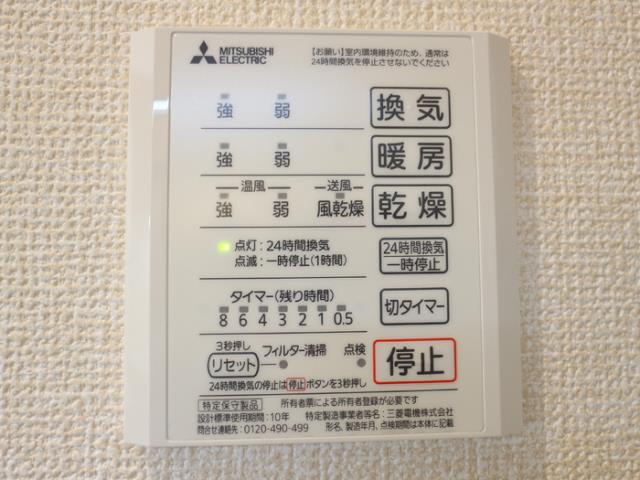 MITSUBISHI
ELECTRIC
【お願い】室内環境維持のため、通常は
24時間換気を停止させないでください
強 弱 換気
強 弱 暖房
温風 送風
強 弱 風乾燥 乾燥
点灯:24時間換気
点滅:一時停止(1時間)
24時間換気
一時停止
タイマー(残り時間)
8 6 4 3 2 1 0.5
切タイマー
3秒押し
リセット フィルター清掃 点検
停止
24時間換気の停止は停止ボタンを3秒押し
特定保守製品 所有者票による所有者登録が必要です
設計標準使用期間:10年 特定製造事業者等名:三菱電機株式会社
問合せ連絡先:0120-490-499 形名、製造年月、点検期間は本体に記載